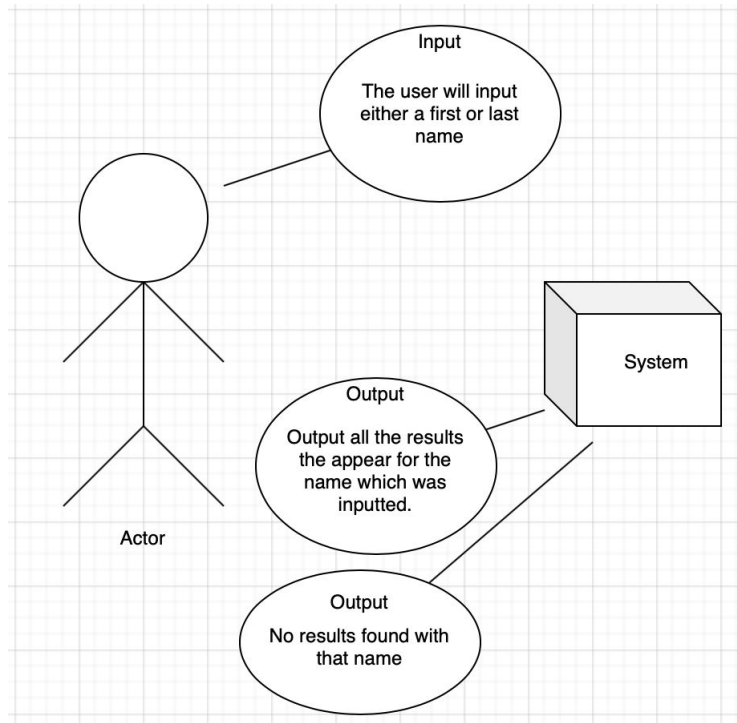 Input
The user will input
either a first or last
name
System
Output
Output all the results
the appear for the
name which was
inputted.
Actor
Output
No results found with
that name